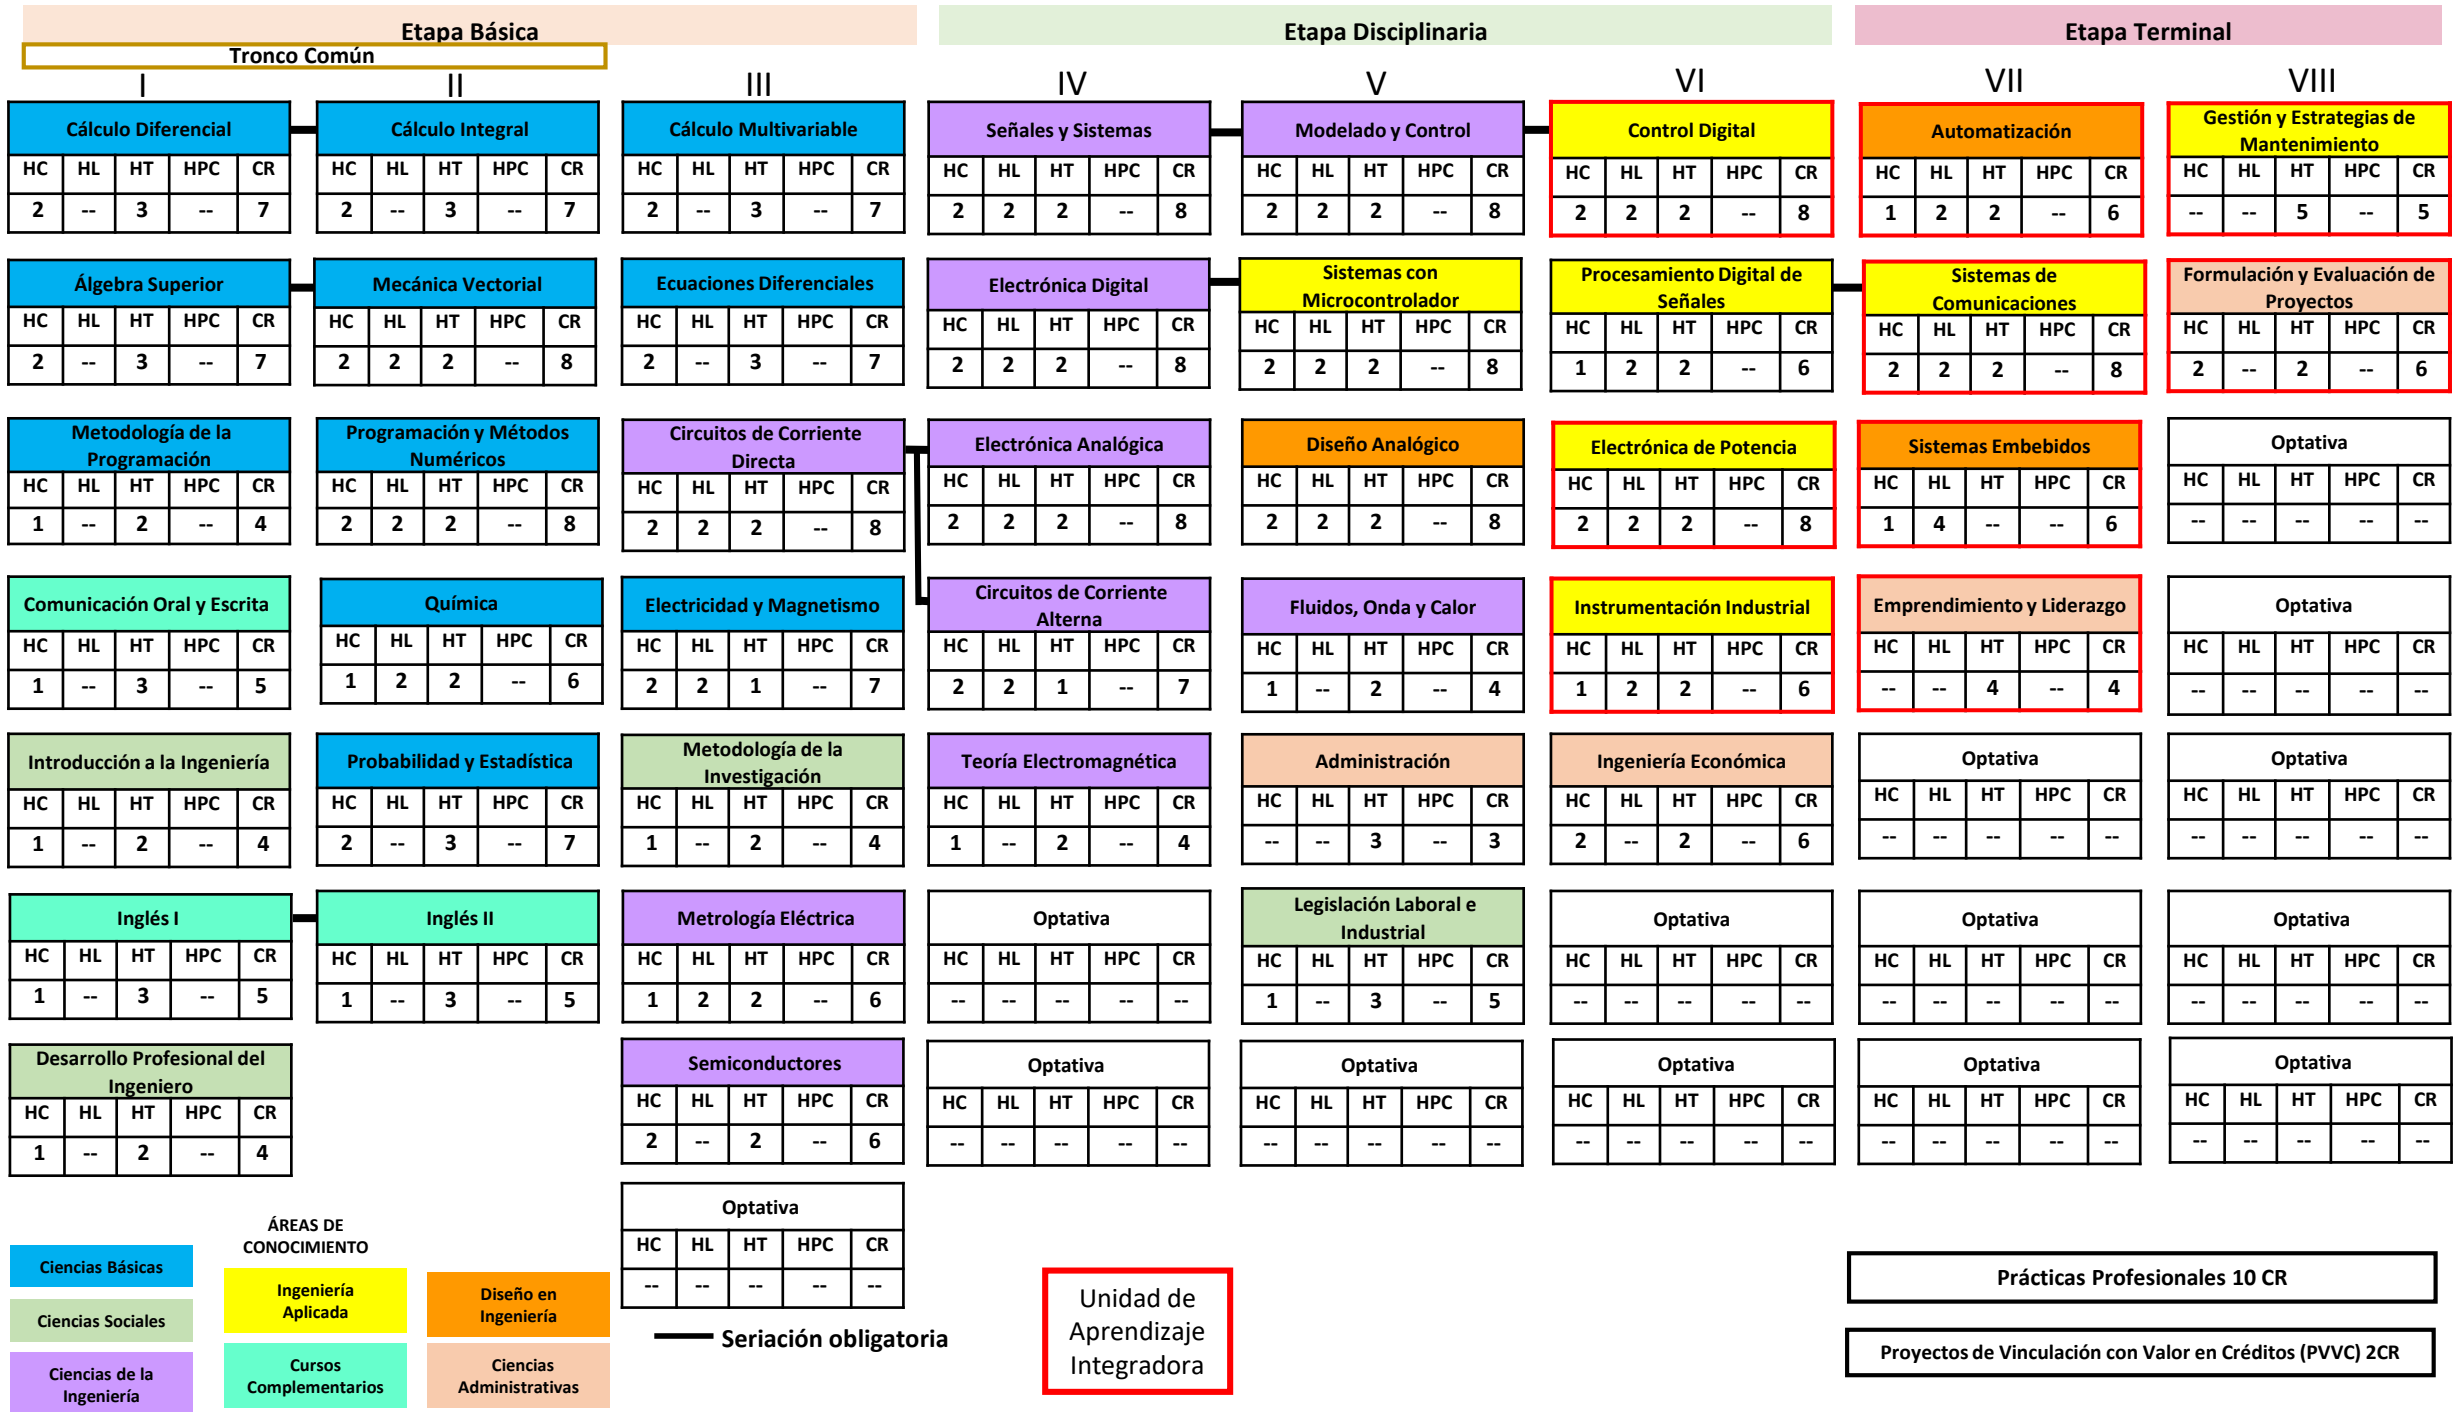 Etapa Básica
Etapa Disciplinaria
Etapa Terminal
Tronco Común
I
II
III
IV
V
VI
VII
VIII
Cálculo Diferencial
HC HL HT HPC CR
2 -- 3 -- 7
Cálculo Integral
HC HL HT HPC CR
2 -- 3 -- 7
Cálculo Multivariable
HC HL HT HPC CR
2 -- 3 -- 7
Señales y Sistemas
HC HL HT HPC CR
2 2 2 -- 8
Modelado y Control
HC HL HT HPC CR
2 2 2 -- 8
Control Digital
HC HL HT HPC CR
2 2 2 -- 8
Automatización
HC HL HT HPC CR
1 2 2 -- 6
Gestión y Estrategias de
Mantenimiento
HC HL HT HPC CR
-- -- 5 -- 5
Álgebra Superior
HC HL HT HPC CR
2 -- 3 -- 7
Mecánica Vectorial
HC HL HT HPC CR
2 2 2 -- 8
Ecuaciones Diferenciales
HC HL HT HPC CR
2 -- 3 -- 7
Electrónica Digital
HC HL HT HPC CR
2 2 2 -- 8
Sistemas con
Microcontrolador
HC HL HT HPC CR
2 2 2 -- 8
Procesamiento Digital de
Señales
HC HL HT HPC CR
1 2 2 -- 6
Sistemas de
Comunicaciones
HC HL HT HPC CR
2 2 2 -- 8
Formulación y Evaluación de
Proyectos
HC HL HT HPC CR
2 -- 2 -- 6
Metodología de la
Programación
HC HL HT HPC CR
1 -- 2 -- 4
Programación y Métodos
Numéricos
HC HL HT HPC CR
2 2 2 -- 8
Circuitos de Corriente
Directa
HC HL HT HPC CR
2 2 2 -- 8
Electrónica Analógica
HC HL HT HPC CR
2 2 2 -- 8
Diseño Analógico
HC HL HT HPC CR
2 2 2 -- 8
Electrónica de Potencia
HC HL HT HPC CR
2 2 2 -- 8
Sistemas Embebidos
HC HL HT HPC CR
1 4 -- -- 6
Optativa
HC HL HT HPC CR
-- -- -- -- --
Comunicación Oral y Escrita
HC HL HT HPC CR
1 -- 3 -- 5
Química
HC HL HT HPC CR
1 2 2 -- 6
Electricidad y Magnetismo
HC HL HT HPC CR
2 2 1 -- 7
Circuitos de Corriente
Alterna
HC HL HT HPC CR
2 2 1 -- 7
Fluidos, Onda y Calor
HC HL HT HPC CR
1 -- 2 -- 4
Instrumentación Industrial
HC HL HT HPC CR
1 2 2 -- 6
Emprendimiento y Liderazgo
HC HL HT HPC CR
-- -- 4 -- 4
Optativa
HC HL HT HPC CR
-- -- -- -- --
Introducción a la Ingeniería
HC HL HT HPC CR
1 -- 2 -- 4
Probabilidad y Estadística
HC HL HT HPC CR
2 -- 3 -- 7
Metodología de la
Investigación
HC HL HT HPC CR
1 -- 2 -- 4
Teoría Electromagnética
HC HL HT HPC CR
1 -- 2 -- 4
Administración
HC HL HT HPC CR
-- -- 3 -- 3
Ingeniería Económica
HC HL HT HPC CR
2 -- 2 -- 6
Optativa
HC HL HT HPC CR
-- -- -- -- --
Optativa
HC HL HT HPC CR
-- -- -- -- --
Inglés I
HC HL HT HPC CR
1 -- 3 -- 5
Inglés II
HC HL HT HPC CR
1 -- 3 -- 5
Metrología Eléctrica
HC HL HT HPC CR
1 2 2 -- 6
Optativa
HC HL HT HPC CR
-- -- -- -- --
Legislación Laboral e
Industrial
HC HL HT HPC CR
1 -- 3 -- 5
Optativa
HC HL HT HPC CR
-- -- -- -- --
Optativa
HC HL HT HPC CR
-- -- -- -- --
Optativa
HC HL HT HPC CR
-- -- -- -- --
Desarrollo Profesional del
Ingeniero
HC HL HT HPC CR
1 -- 2 -- 4
Semiconductores
HC HL HT HPC CR
2 -- 2 -- 6
Optativa
HC HL HT HPC CR
-- -- -- -- --
Optativa
HC HL HT HPC CR
-- -- -- -- --
Optativa
HC HL HT HPC CR
-- -- -- -- --
Optativa
HC HL HT HPC CR
-- -- -- -- --
Optativa
HC HL HT HPC CR
-- -- -- -- --
Optativa
HC HL HT HPC CR
-- -- -- -- --
ÁREAS DE
CONOCIMIENTO
Ciencias Básicas
Ingeniería
Aplicada
Diseño en
Ingeniería
Ciencias Sociales
Cursos
Complementarios
Ciencias
Administrativas
Ciencias de la
Ingeniería
Seriación obligatoria
Unidad de
Aprendizaje
Integradora
Prácticas Profesionales 10 CR
Proyectos de Vinculación con Valor en Créditos (PVVC) 2CR